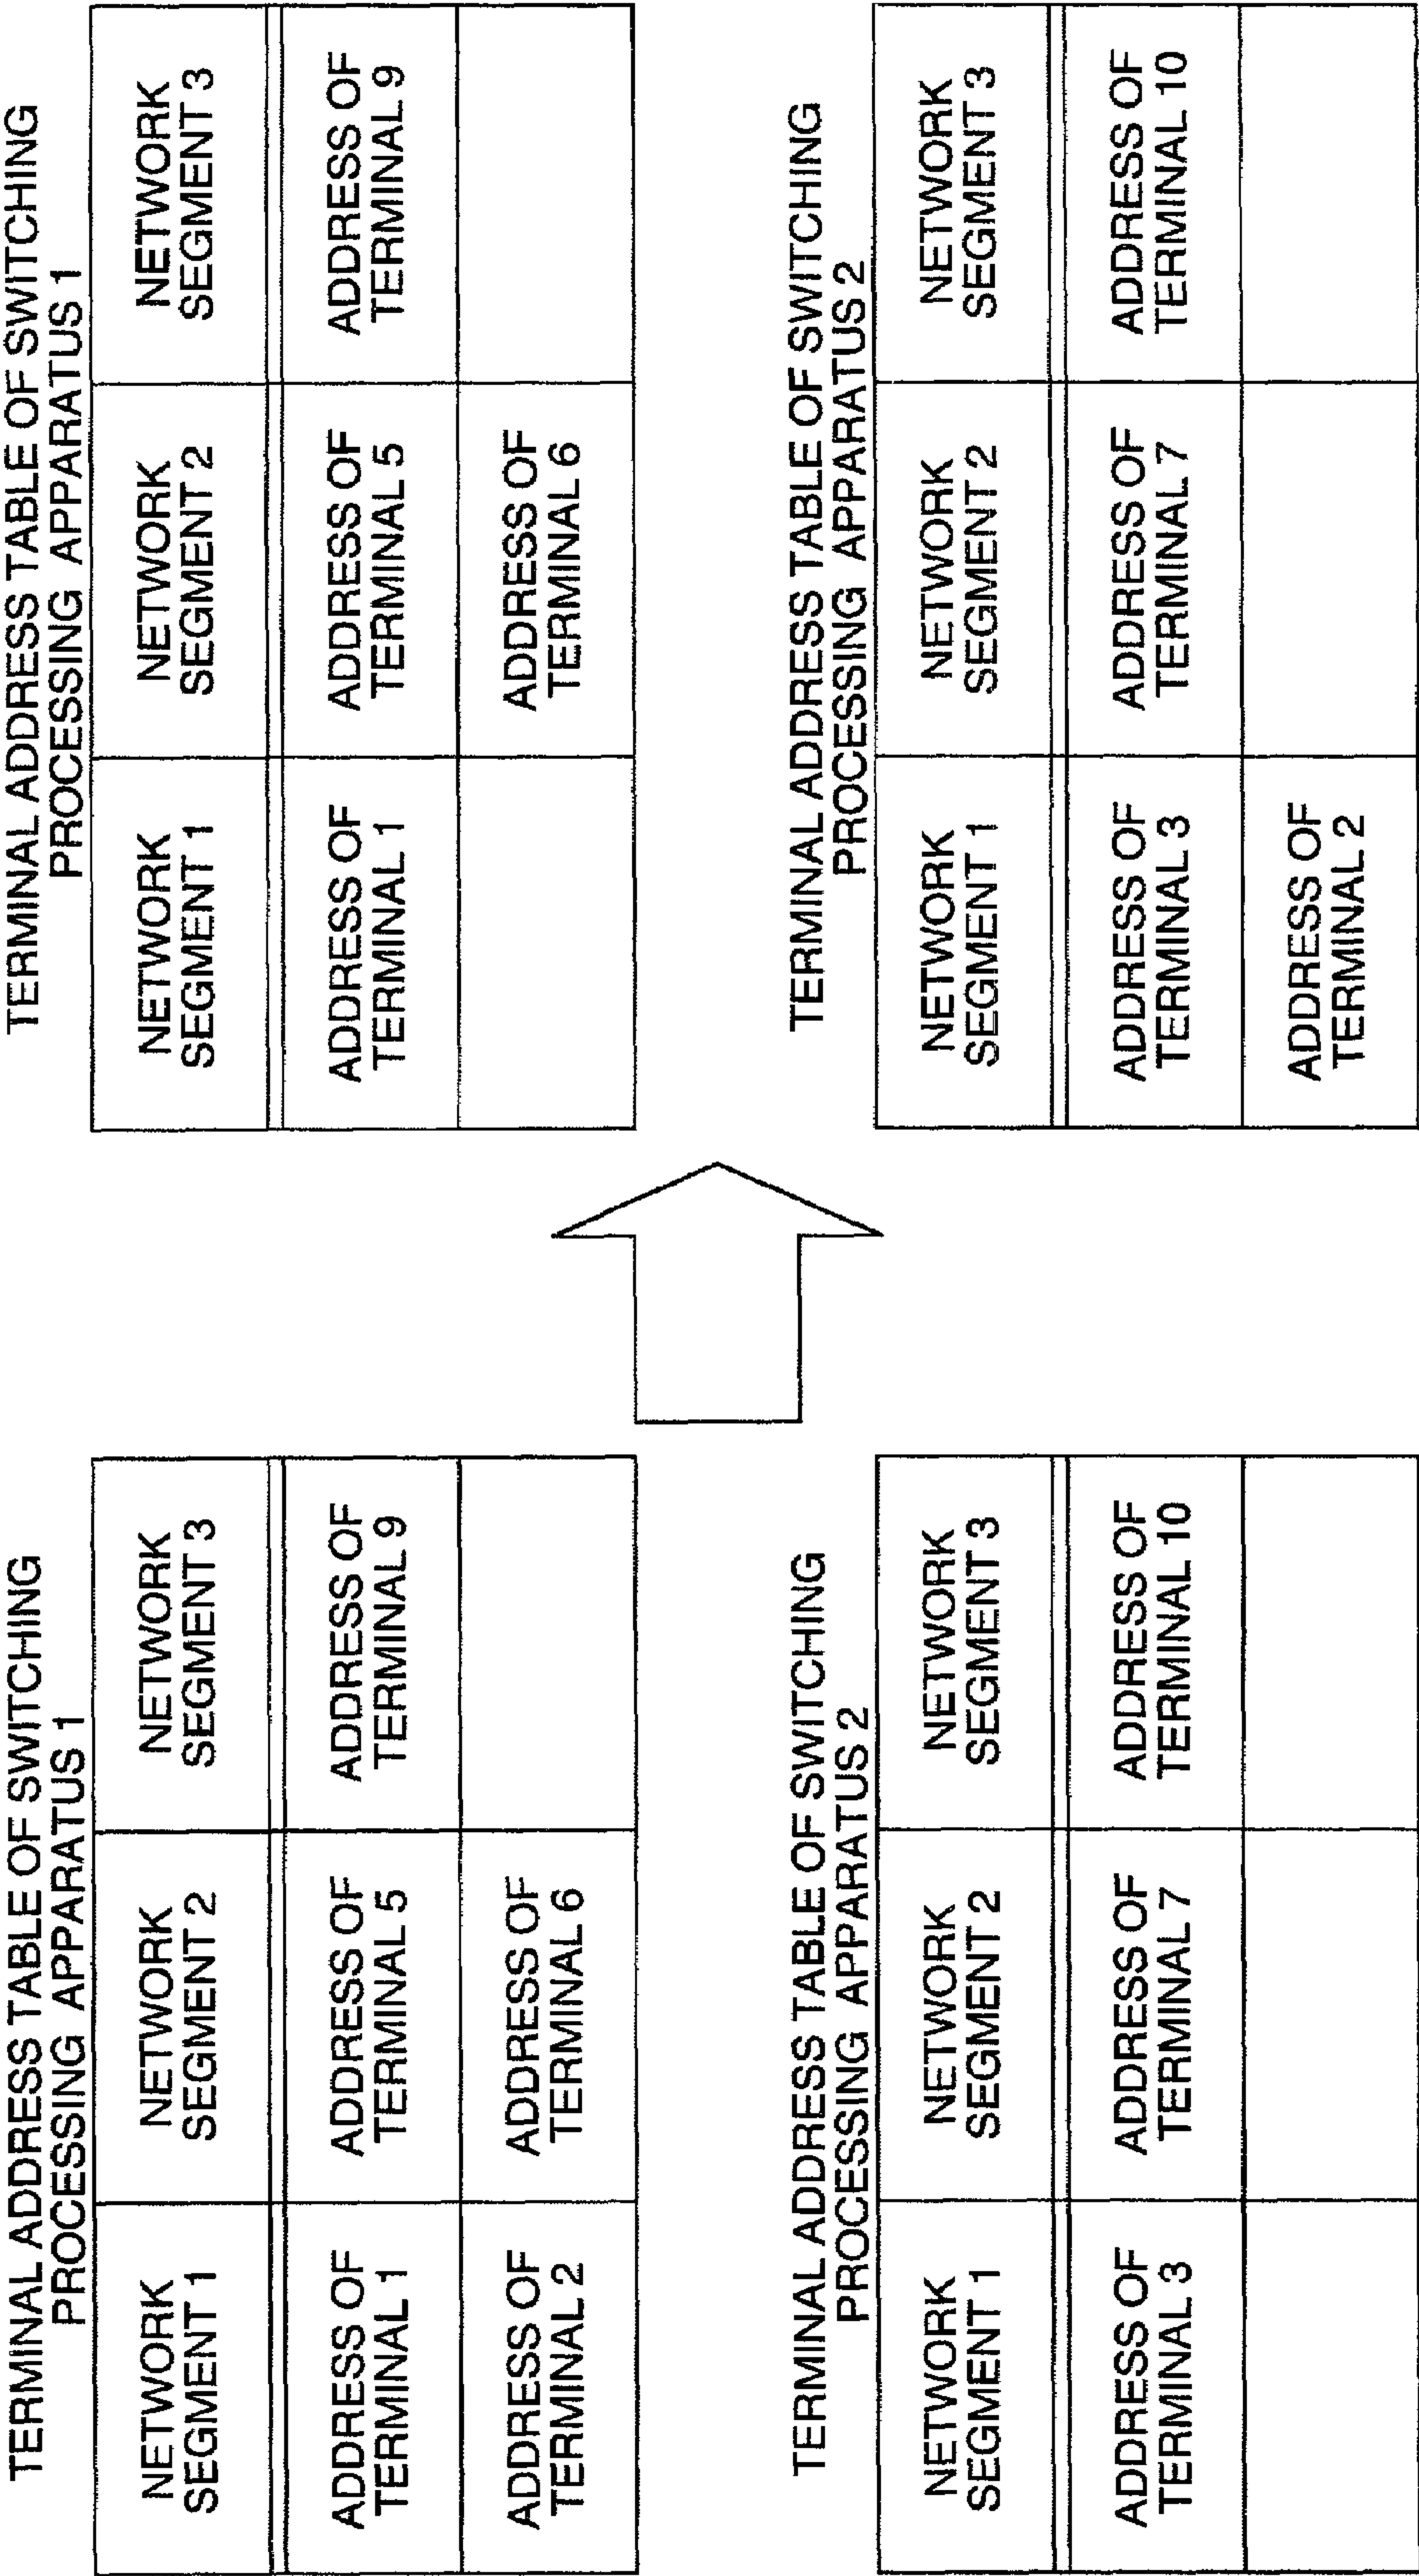 TERMINAL ADDRESS TABLE OF SWITCHING
PROCESSING APPARATUS 1
NETWORK
SEGMENT 1
NETWORK
SEGMENT 2
NETWORK
SEGMENT 3
ADDRESS OF
TERMINAL 1
ADDRESS OF
TERMINAL 5
ADDRESS OF
TERMINAL 9
ADDRESS OF
TERMINAL 2
ADDRESS OF
TERMINAL 6
TERMINAL ADDRESS TABLE OF SWITCHING
PROCESSING APPARATUS 2
NETWORK
SEGMENT 1
NETWORK
SEGMENT 2
NETWORK
SEGMENT 3
ADDRESS OF
TERMINAL 3
ADDRESS OF
TERMINAL 7
ADDRESS OF
TERMINAL 10
TERMINAL ADDRESS TABLE OF SWITCHING
PROCESSING APPARATUS 1
NETWORK
SEGMENT 1
NETWORK
SEGMENT 2
NETWORK
SEGMENT 3
ADDRESS OF
TERMINAL 1
ADDRESS OF
TERMINAL 5
ADDRESS OF
TERMINAL 9
ADDRESS OF
TERMINAL 6
TERMINAL ADDRESS TABLE OF SWITCHING
PROCESSING APPARATUS 2
NETWORK
SEGMENT 1
NETWORK
SEGMENT 2
NETWORK
SEGMENT 3
ADDRESS OF
TERMINAL 3
ADDRESS OF
TERMINAL 7
ADDRESS OF
TERMINAL 10
ADDRESS OF
TERMINAL 2